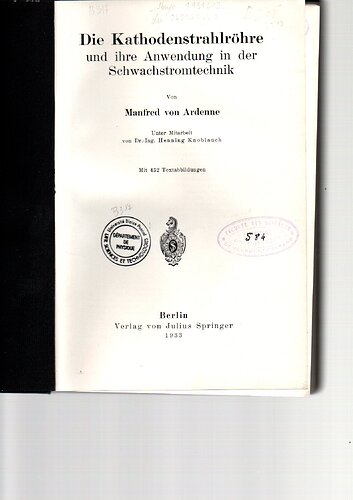 Die Kathodenstrahlröhre
und ihre Anwendung in der
Schwachstromtechnik
Von
Manfred von Ardenne
Unter Mitarbeit
von Dr.-Ing. Henning Knoblauch
Mit 432 Textabbildungen
DÉPARTEMENT
DE
PHYSIQUE
584
Berlin
Verlag von Julius Springer
1933